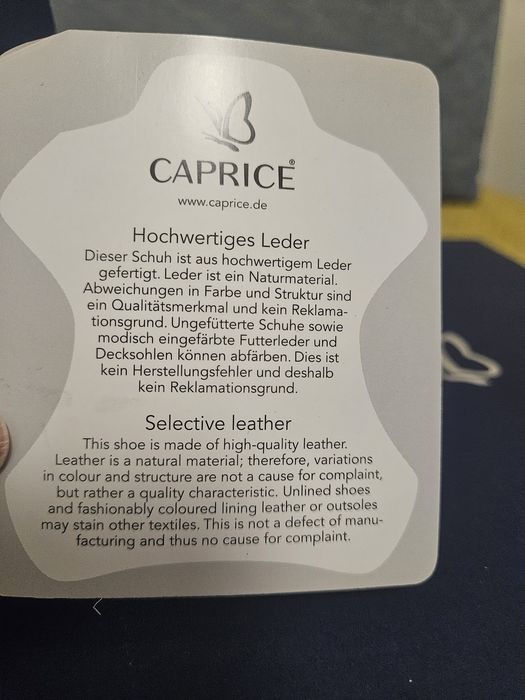 CAPRICE®
www.caprice.de
Hochwertiges Leder
Dieser Schuh ist aus hochwertigem Leder
gefertigt. Leder ist ein Naturmaterial.
Abweichungen in Farbe und Struktur sind
ein Qualitätsmerkmal und kein Reklama-
tionsgrund. Ungefütterte Schuhe sowie
modisch eingefärbte Futterleder und
Decksohlen können abfärben. Dies ist
kein Herstellungsfehler und deshalb
kein Reklamationsgrund.
Selective leather
This shoe is made of high-quality leather.
Leather is a natural material; therefore, variations
in colour and structure are not a cause for complaint,
but rather a quality characteristic. Unlined shoes
and fashionably coloured lining leather or outsoles
may stain other textiles. This is not a defect of manu-
facturing and thus no cause for complaint.